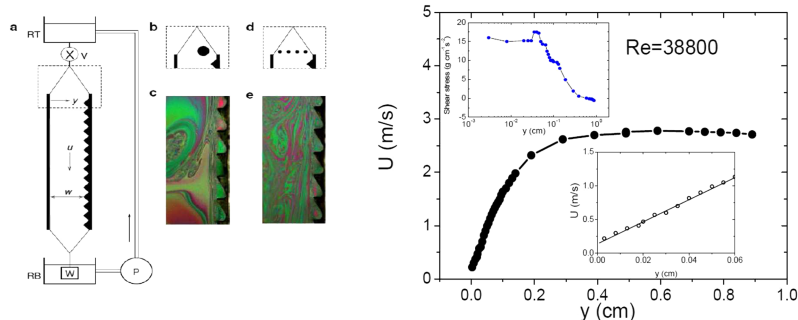 a
RT
V
y
u
w
RB
W
P
b
d
c
e
U (m/s)
5
4
3
2
1
0
0.0
0.2
0.4
0.6
0.8
1.0
y (cm)
Re=38800
Shear stress (g cm⁻¹s⁻²)
20
15
10
5
0
-5
10⁻³
10⁻²
10⁻¹
10⁰
y (cm)
U (m/s)
1.5
1.0
0.5
0.0
0.00
0.02
0.04
0.06
y (cm)